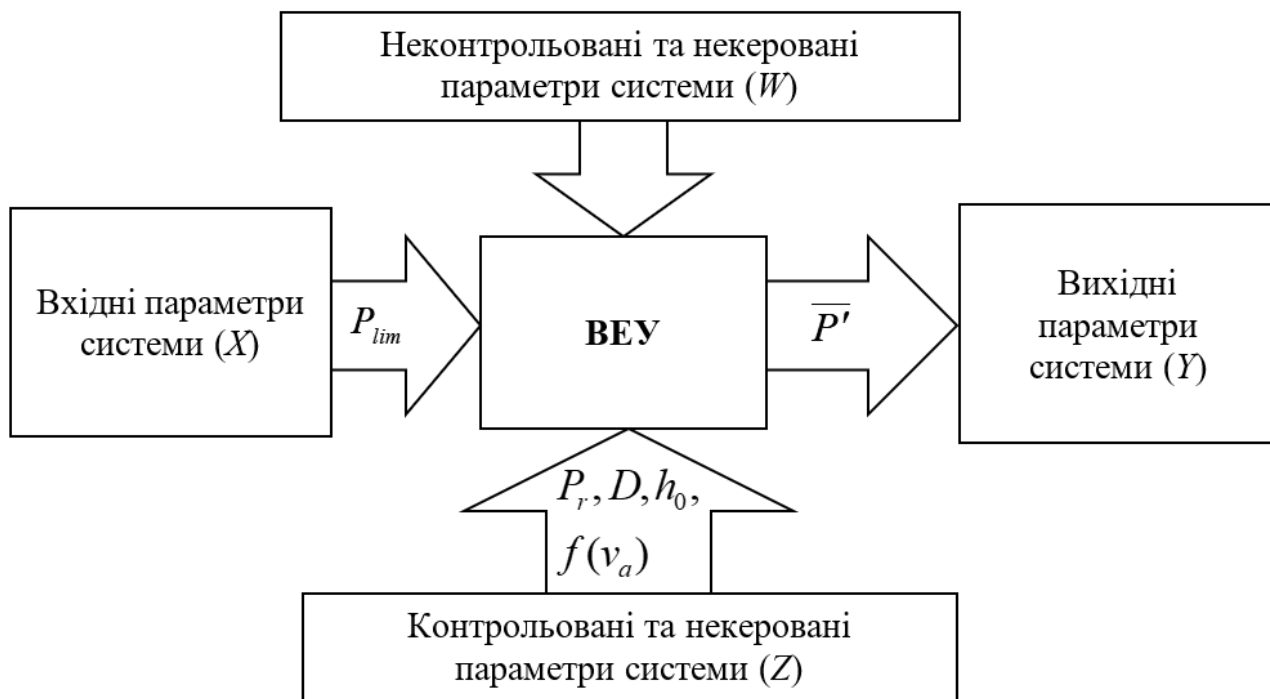 Неконтрольовані та некеровані
параметри системи (W)
Вхідні параметри
системи (X)
P_lim
ВЕУ
P̅'̅
Вихідні
параметри
системи (Y)
P_r, D, h_0,
f(v_a)
Контрольовані та некеровані
параметри системи (Z)